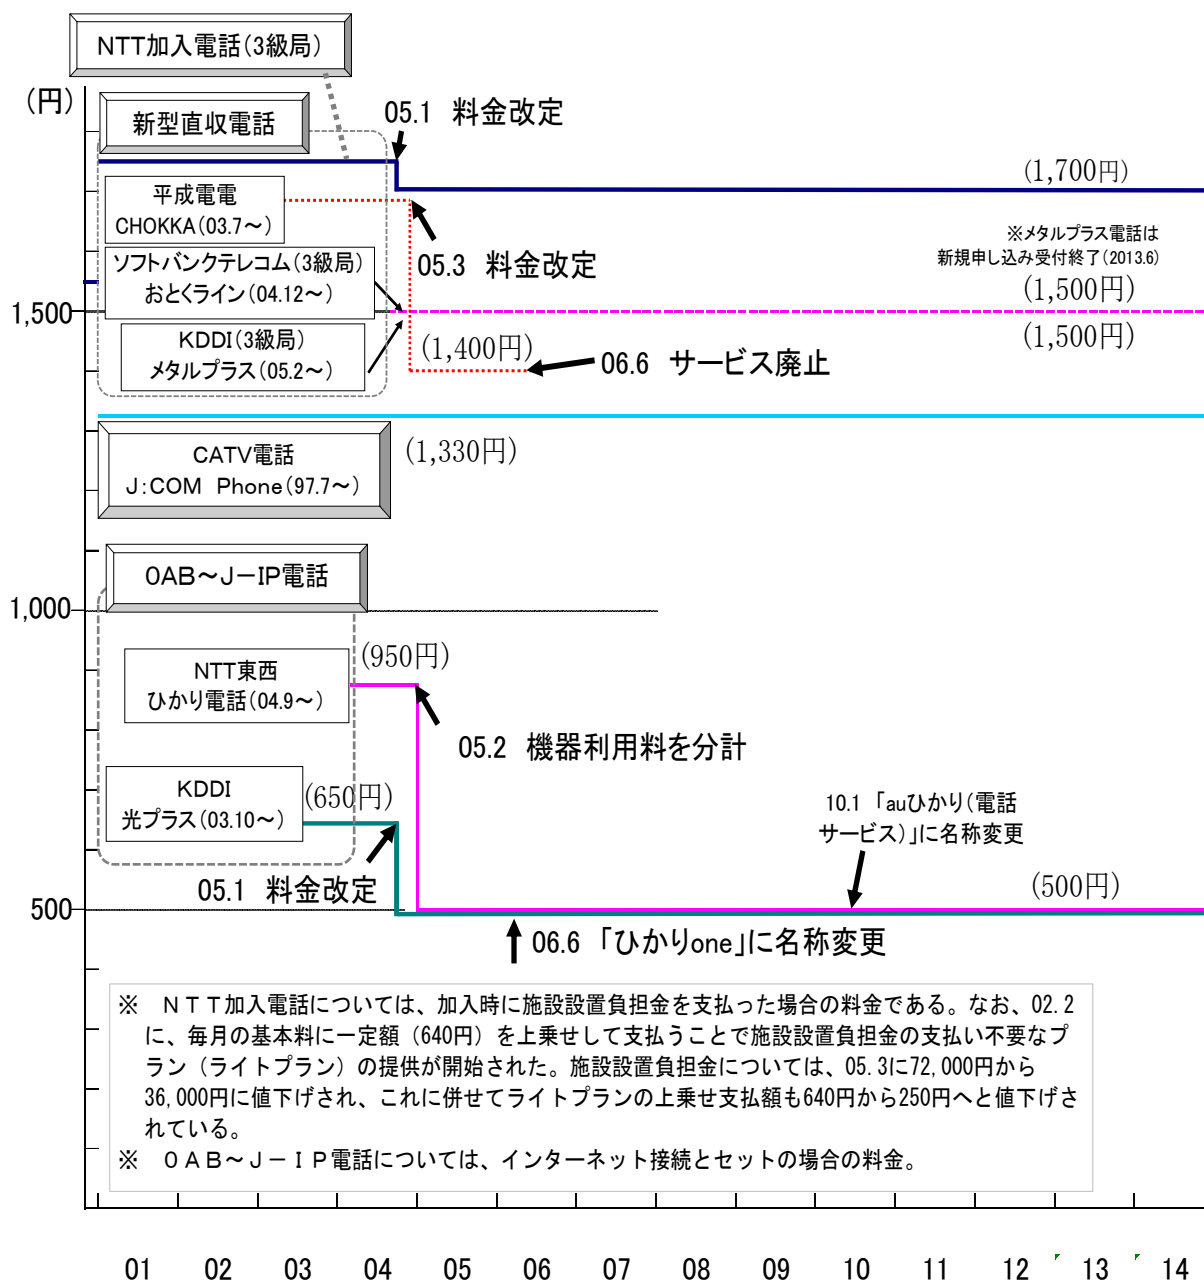 NTT加入電話(3級局)
(円)
新型直収電話
05.1 料金改定
(1,700円)
平成電電
CHOKKA(03.7～)
05.3 料金改定
※メタルプラス電話は
新規申し込み受付終了(2013.6)
ソフトバンクテレコム(3級局)
おとくライン(04.12～)
(1,500円)
1,500
KDDI(3級局)
メタルプラス(05.2～)
(1,400円)
(1,500円)
06.6 サービス廃止
CATV電話
J:COM Phone(97.7～)
(1,330円)
0AB～J－IP電話
1,000
NTT東西
ひかり電話(04.9～)
(950円)
05.2 機器利用料を分計
KDDI
光プラス(03.10～)
(650円)
10.1 「auひかり(電話
サービス)」に名称変更
05.1 料金改定
(500円)
500
06.6 「ひかりone」に名称変更
※ NTT加入電話については、加入時に施設設置負担金を支払った場合の料金である。なお、02.2
に、毎月の基本料に一定額（640円）を上乗せして支払うことで施設設置負担金の支払い不要なプ
ラン（ライトプラン）の提供が開始された。施設設置負担金については、05.3に72,000円から
36,000円に値下げされ、これに併せてライトプランの上乗せ支払額も640円から250円へと値下げさ
れている。
※ 0AB～J－IP電話については、インターネット接続とセットの場合の料金。
01 02 03 04 05 06 07 08 09 10 11 12 13 14